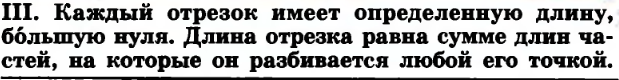 III. Каждый отрезок имеет определенную длину,
бо́льшую нуля. Длина отрезка равна сумме длин ча-
стей, на которые он разбивается любой его точкой.